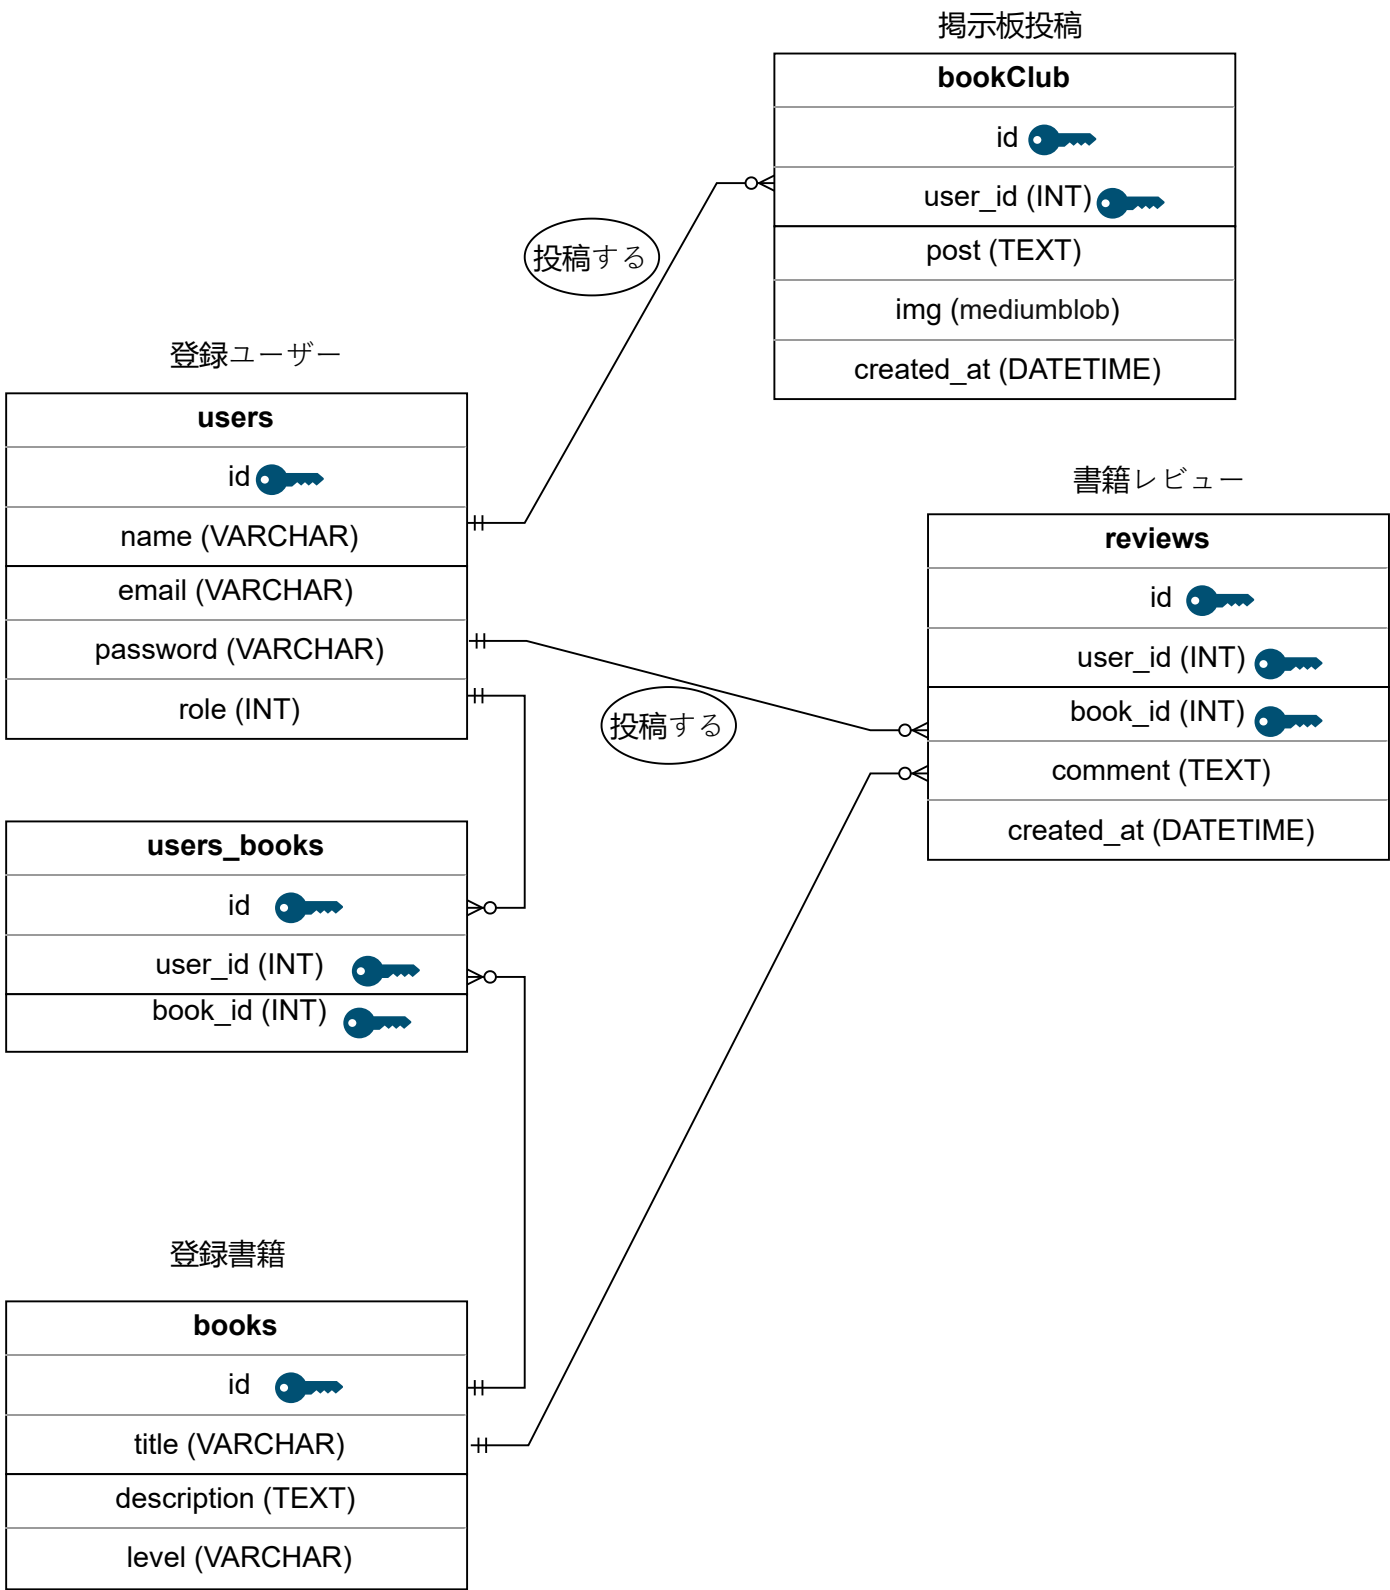 掲示板投稿
bookClub
id
user_id (INT)
post (TEXT)
img (mediumblob)
created_at (DATETIME)
投稿する
登録ユーザー
users
id
name (VARCHAR)
email (VARCHAR)
password (VARCHAR)
role (INT)
書籍レビュー
reviews
id
user_id (INT)
book_id (INT)
comment (TEXT)
created_at (DATETIME)
投稿する
users_books
id
user_id (INT)
book_id (INT)
登録書籍
books
id
title (VARCHAR)
description (TEXT)
level (VARCHAR)